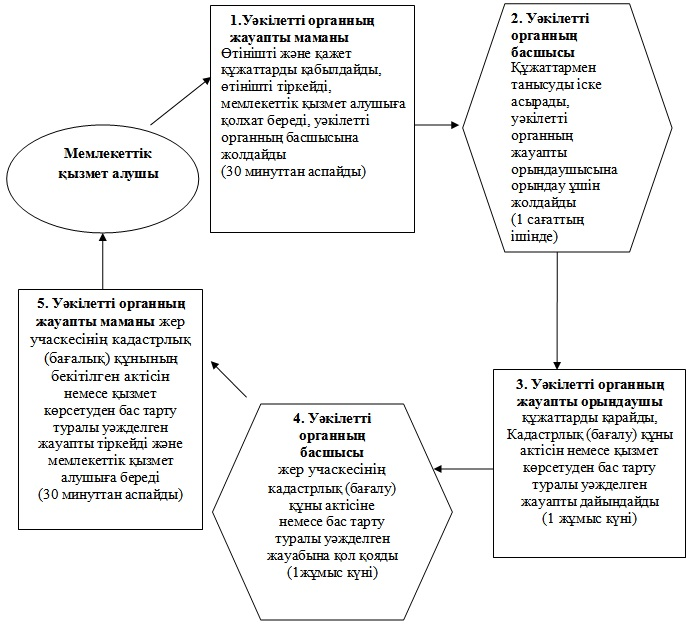 Мемлекеттік
қызмет алушы
1.Уәкілетті органның
жауапты маманы
Өтінішті және қажет
құжаттарды қабылдайды,
өтінішті тіркейді,
мемлекеттік қызмет алушыға
қолхат береді, уәкілетті
органның басшысына
жолдайды
(30 минуттан аспайды)
2. Уәкілетті
органның
басшысы
Құжаттармен
танысуды іске
асырады,
уәкілетті
органның
жауапты
орындаушысына
орындау үшін
жолдайды
(1 сағаттың
ішінде)
3. Уәкілетті органның
жауапты орындаушы
құжаттарды қарайды,
Кадастрлық (бағалу) құны
актісін немесе қызмет
көрсетуден бас тарту
туралы уәжделген
жауапты дайындайды
(1 жұмыс күні)
4. Уәкілетті
органның
басшысы
жер учаскесінің
кадастрлық (бағалу)
құны актісіне
немесе бас тарту
туралы уәжделген
жауабына қол қояды
(1жұмыс күні)
5. Уәкілетті органның
жауапты маманы жер
учаскесінің кадастрлық
(бағалық) құнының
бекітілген актісін
немесе қызмет
көрсетуден бас тарту
туралы уәжделген
жауапты тіркейді және
мемлекеттік қызмет
алушыға береді
(30 минуттан аспайды)